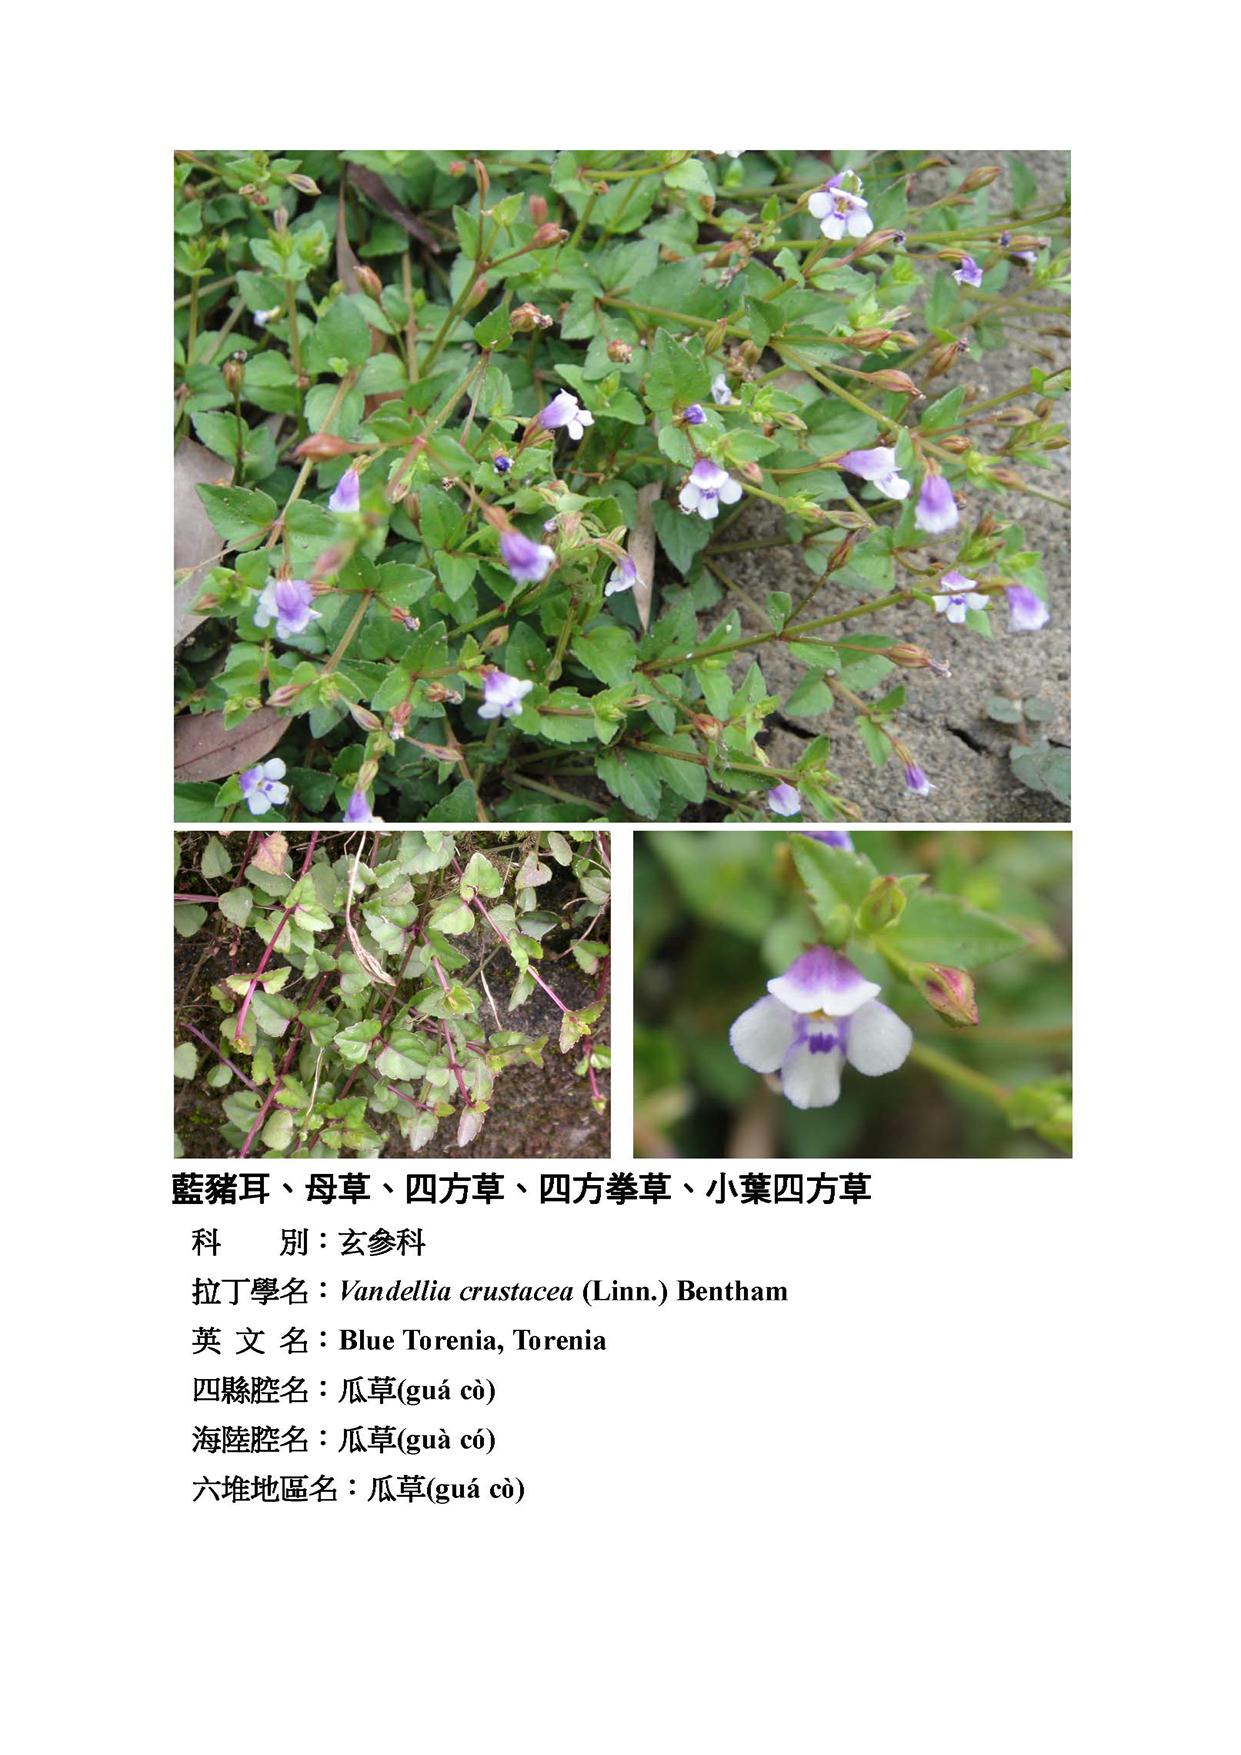 藍豬耳、母草、四方草、四方拳草、小葉四方草
科　　別：玄參科
拉丁學名：Vandellia crustacea (Linn.) Bentham
英 文 名：Blue Torenia, Torenia
四縣腔名：瓜草(guá cò)
海陸腔名：瓜草(guà có)
六堆地區名：瓜草(guá cò)